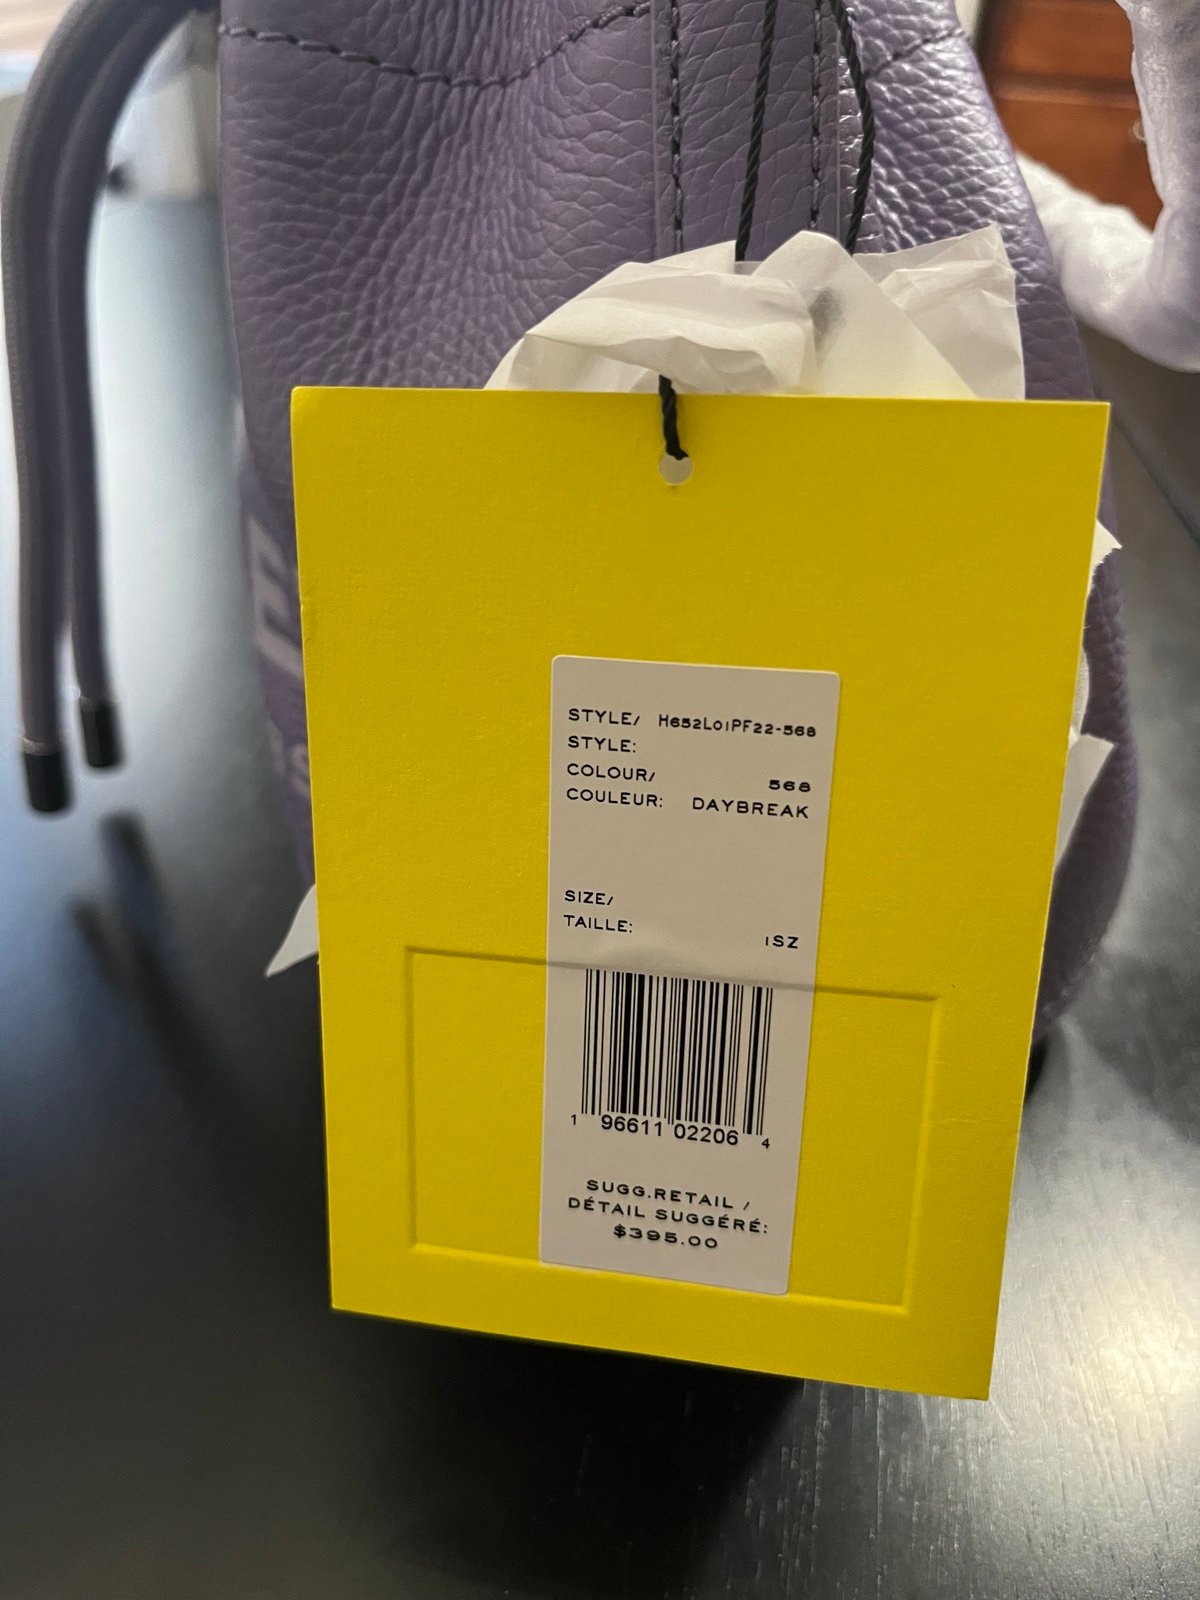 STYLE/ H652L01PF22-568
STYLE:
COLOUR/ 568
COULEUR: DAYBREAK
SIZE/
TAILLE: 1SZ
1 96611 02206 4
SUGG.RETAIL /
DÉTAIL SUGGÉRÉ:
$395.00